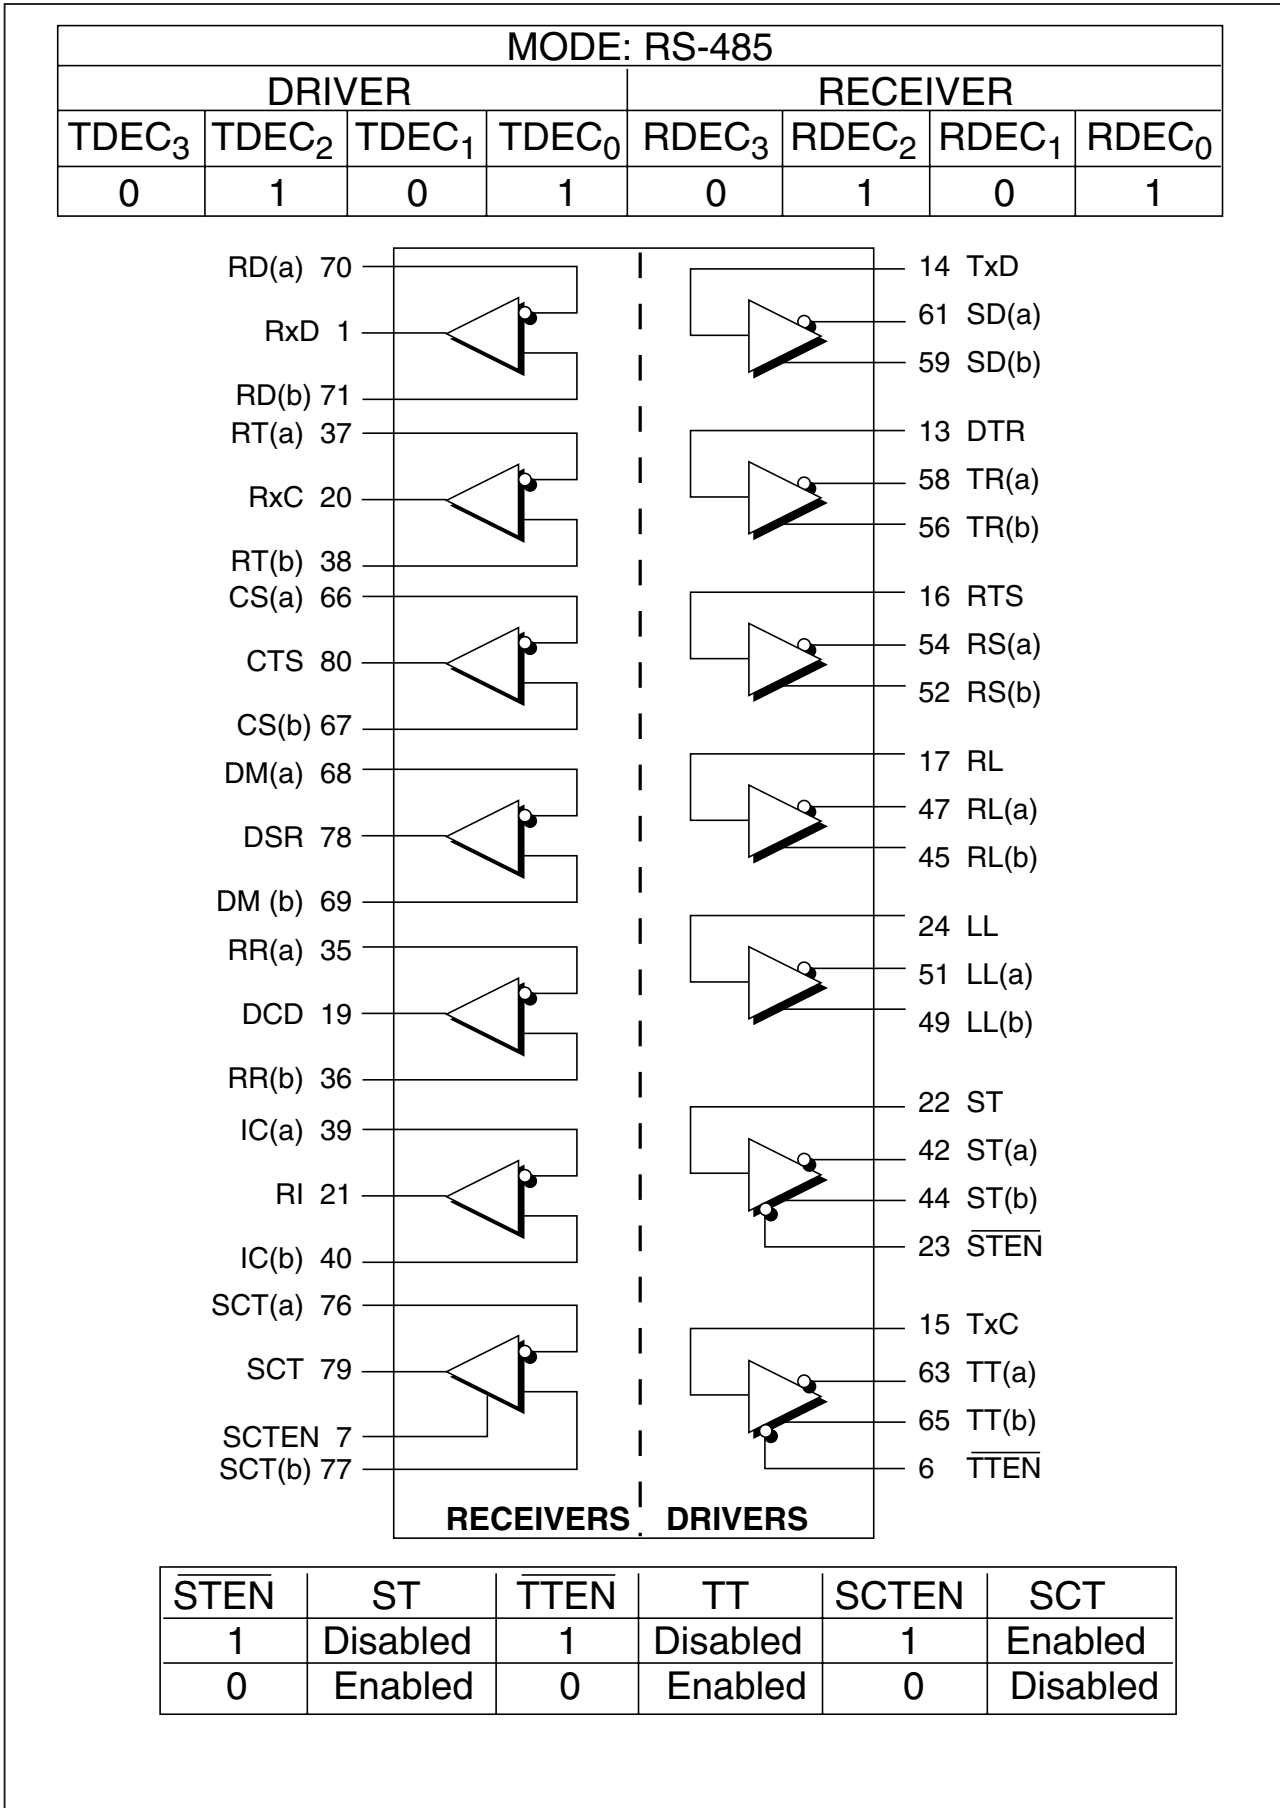 MODE: RS-485
DRIVER RECEIVER
TDEC3 TDEC2 TDEC1 TDEC0 RDEC3 RDEC2 RDEC1 RDEC0
0 1 0 1 0 1 0 1
RD(a) 70
RxD 1
RD(b) 71
RT(a) 37
RxC 20
RT(b) 38
CS(a) 66
CTS 80
CS(b) 67
DM(a) 68
DSR 78
DM (b) 69
RR(a) 35
DCD 19
RR(b) 36
IC(a) 39
RI 21
IC(b) 40
SCT(a) 76
SCT 79
SCTEN 7
SCT(b) 77
14 TxD
61 SD(a)
59 SD(b)
13 DTR
58 TR(a)
56 TR(b)
16 RTS
54 RS(a)
52 RS(b)
17 RL
47 RL(a)
45 RL(b)
24 LL
51 LL(a)
49 LL(b)
22 ST
42 ST(a)
44 ST(b)
23 S̅T̅E̅N̅
15 TxC
63 TT(a)
65 TT(b)
6 T̅T̅E̅N̅
RECEIVERS DRIVERS
S̅T̅E̅N̅ ST T̅T̅E̅N̅ TT SCTEN SCT
1 Disabled 1 Disabled 1 Enabled
0 Enabled 0 Enabled 0 Disabled